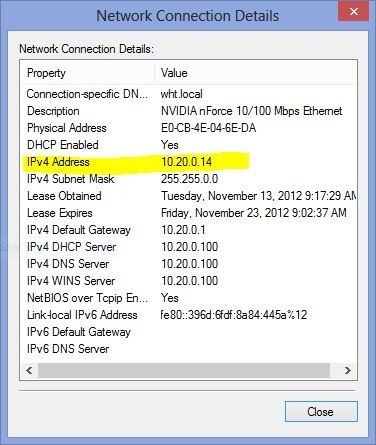 Network Connection Details
Network Connection Details:
Property Value
Connection-specific DN... wht.local
Description NVIDIA nForce 10/100 Mbps Ethernet
Physical Address E0-CB-4E-04-6E-DA
DHCP Enabled Yes
IPv4 Address 10.20.0.14
IPv4 Subnet Mask 255.255.0.0
Lease Obtained Tuesday, November 13, 2012 9:17:29 AM
Lease Expires Friday, November 23, 2012 9:02:37 AM
IPv4 Default Gateway 10.20.0.1
IPv4 DHCP Server 10.20.0.100
IPv4 DNS Server 10.20.0.100
IPv4 WINS Server 10.20.0.100
NetBIOS over Tcpip En... Yes
Link-local IPv6 Address fe80::396d:6fdf:8a84:445a%12
IPv6 Default Gateway
IPv6 DNS Server
Close